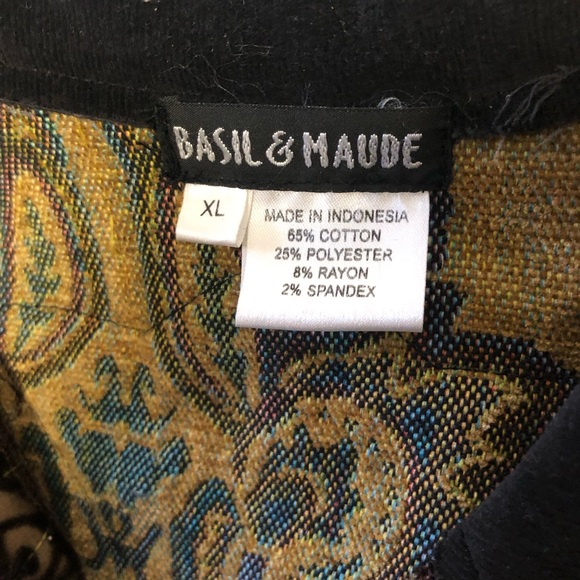 BASIL & MAUDE
XL
MADE IN INDONESIA
65% COTTON
25% POLYESTER
8% RAYON
2% SPANDEX